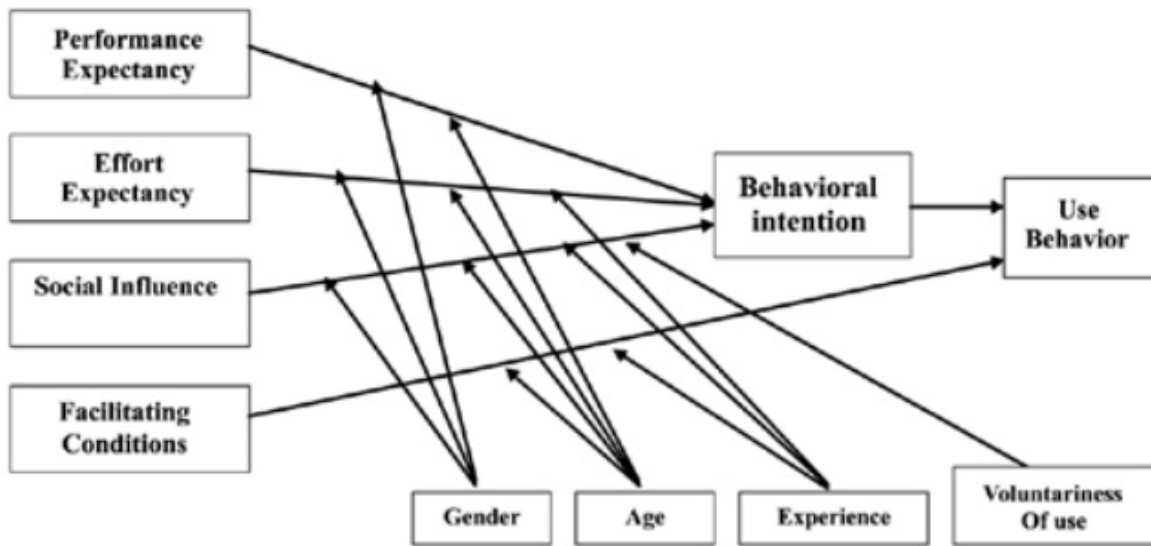 Performance
Expectancy
Effort
Expectancy
Social Influence
Facilitating
Conditions
Behavioral
intention
Use
Behavior
Gender
Age
Experience
Voluntariness
Of use